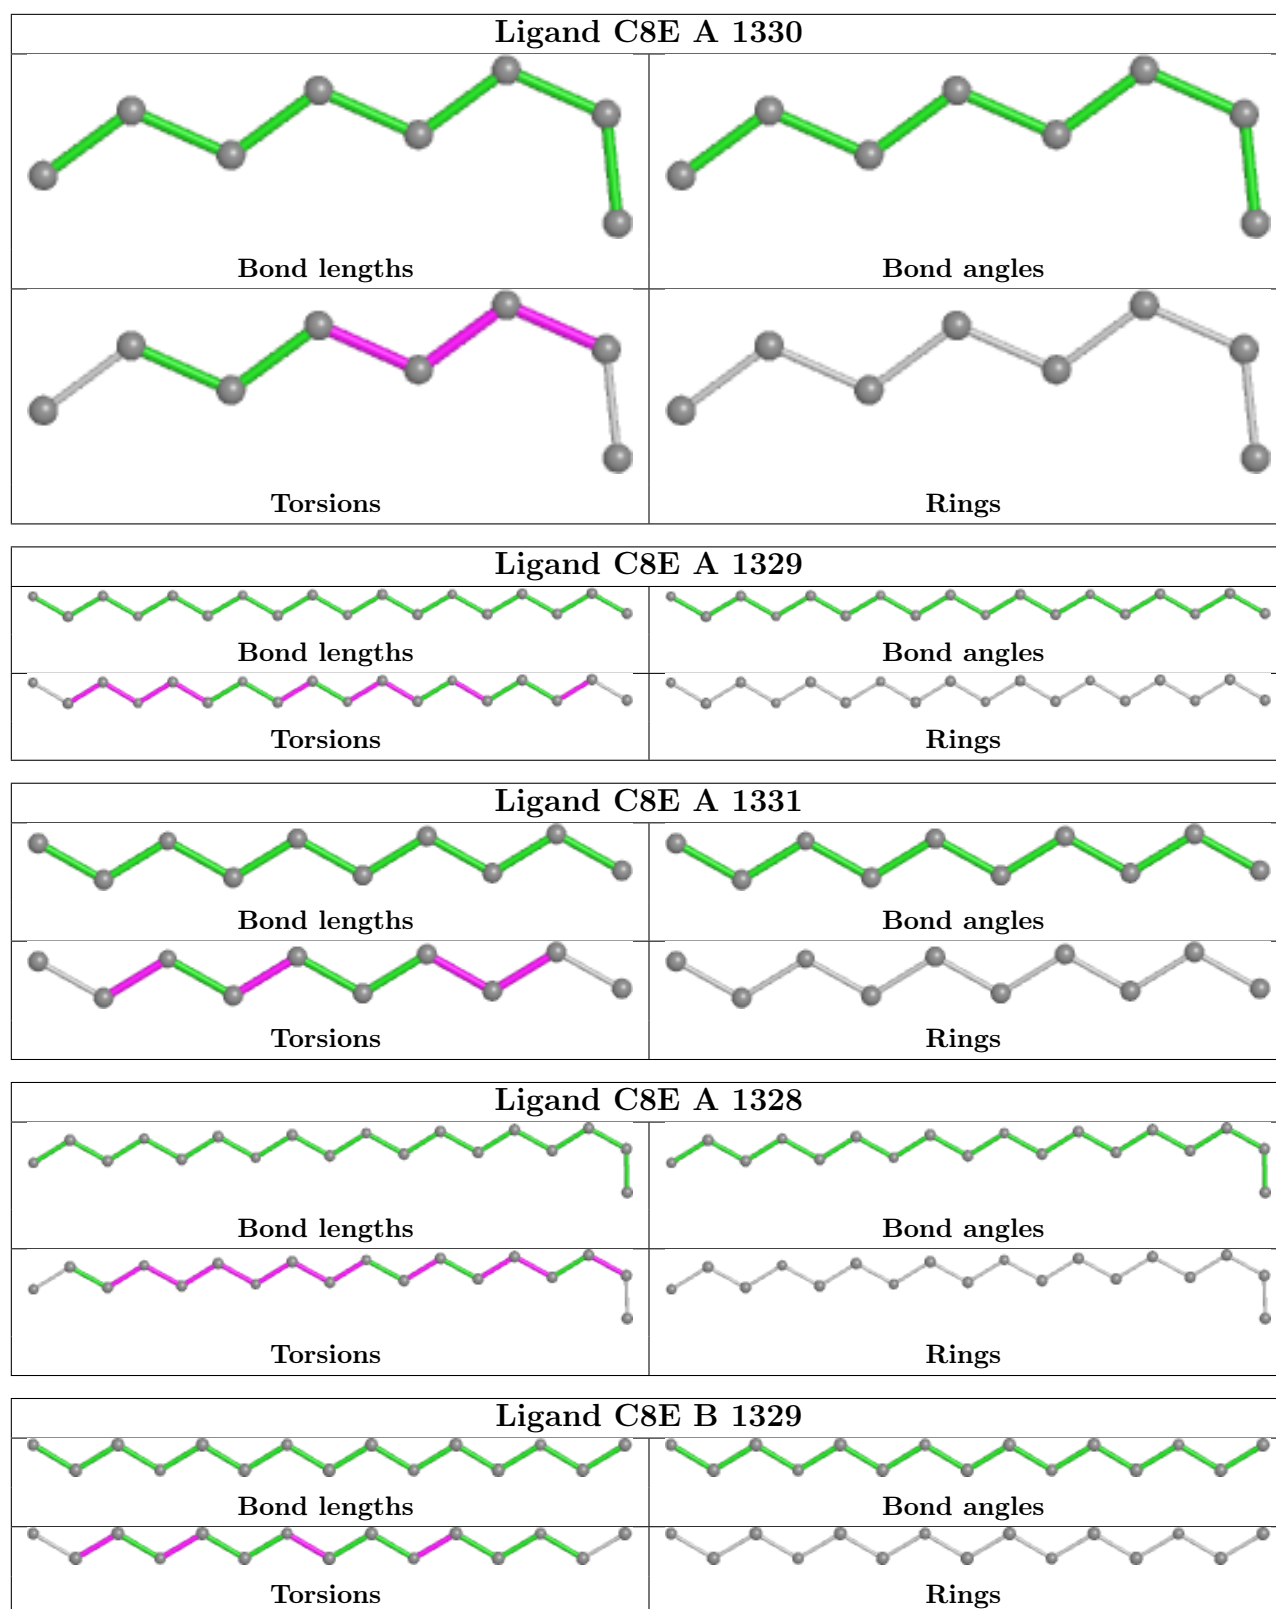 Ligand C8E A 1330
Bond lengths
Bond angles
Torsions
Rings
Ligand C8E A 1329
Bond lengths
Bond angles
Torsions
Rings
Ligand C8E A 1331
Bond lengths
Bond angles
Torsions
Rings
Ligand C8E A 1328
Bond lengths
Bond angles
Torsions
Rings
Ligand C8E B 1329
Bond lengths
Bond angles
Torsions
Rings